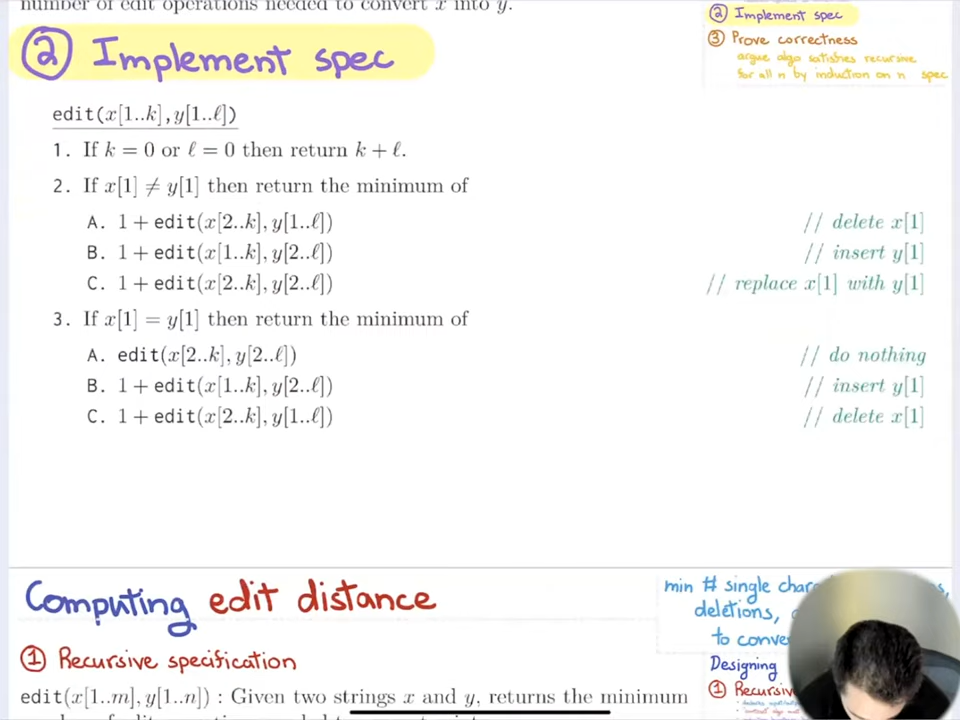 number of edit operations needed to convert x into y.
② Implement spec
edit(x[1..k], y[1..ℓ])
1. If k = 0 or ℓ = 0 then return k + ℓ.
2. If x[1] ≠ y[1] then return the minimum of
A. 1 + edit(x[2..k], y[1..ℓ]) // delete x[1]
B. 1 + edit(x[1..k], y[2..ℓ]) // insert y[1]
C. 1 + edit(x[2..k], y[2..ℓ]) // replace x[1] with y[1]
3. If x[1] = y[1] then return the minimum of
A. edit(x[2..k], y[2..ℓ]) // do nothing
B. 1 + edit(x[1..k], y[2..ℓ]) // insert y[1]
C. 1 + edit(x[2..k], y[1..ℓ]) // delete x[1]
② Implement spec
③ Prove correctness
argue algo satisfies recursive
for all n by induction on n spec
Computing edit distance
① Recursive specification
edit(x[1..m], y[1..n]) : Given two strings x and y, returns the minimum
min # single
deletions,
to
Designing
①